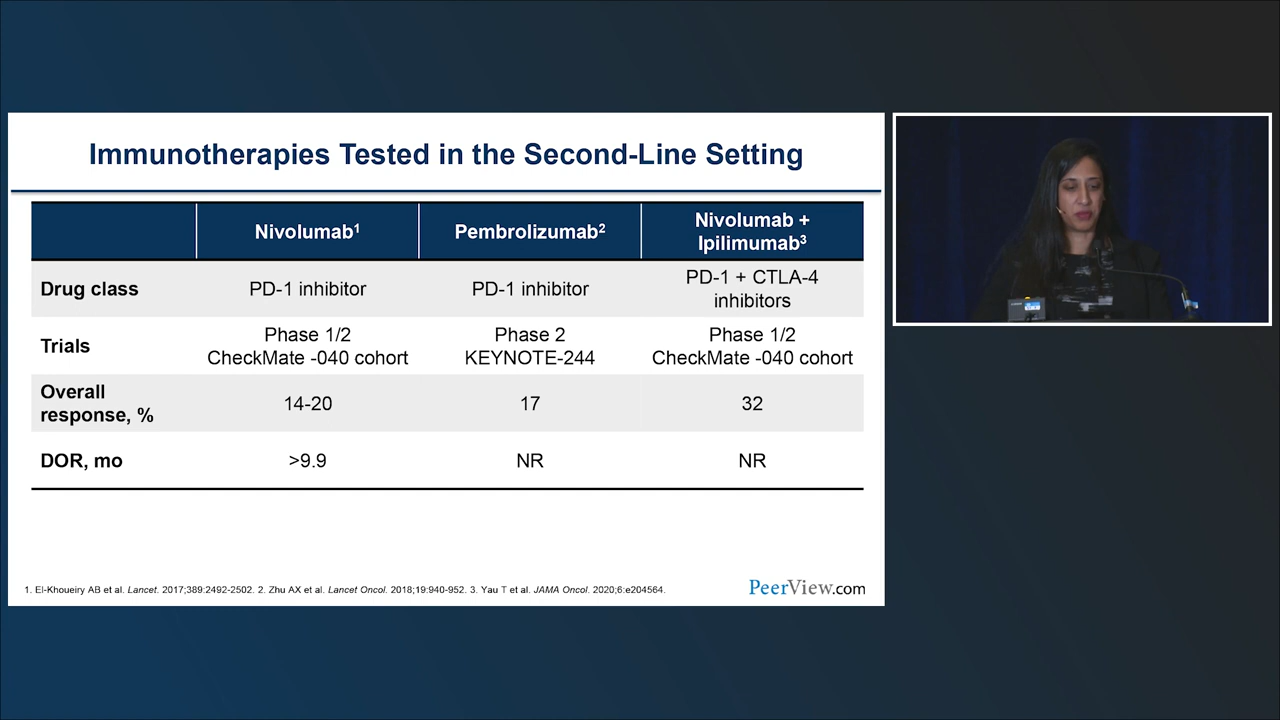 Immunotherapies Tested in the Second-Line Setting
Nivolumab1 Pembrolizumab2 Nivolumab +
Ipilimumab3
Drug class PD-1 inhibitor PD-1 inhibitor PD-1 + CTLA-4
inhibitors
Trials Phase 1/2 Phase 2 Phase 1/2
CheckMate -040 cohort KEYNOTE-244 CheckMate -040 cohort
Overall
response, % 14-20 17 32
DOR, mo >9.9 NR NR
1. El-Khoueiry AB et al. Lancet. 2017;389:2492-2502. 2. Zhu AX et al. Lancet Oncol. 2018;19:940-952. 3. Yau T et al. JAMA Oncol. 2020;6:e204564.
PeerView.com